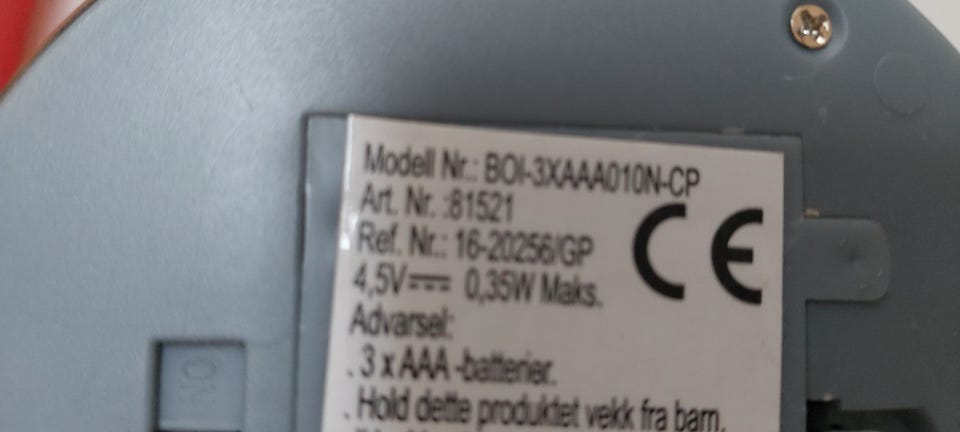 Modell Nr.: BOI-3XAAA010N-CP
Art. Nr. :81521
Ref. Nr.: 16-20256/GP
CE
4,5V⎓ 0,35W Maks.
Advarsel:
. 3 x AAA -batterier.
. Hold dette produktet vekk fra barn.
ON